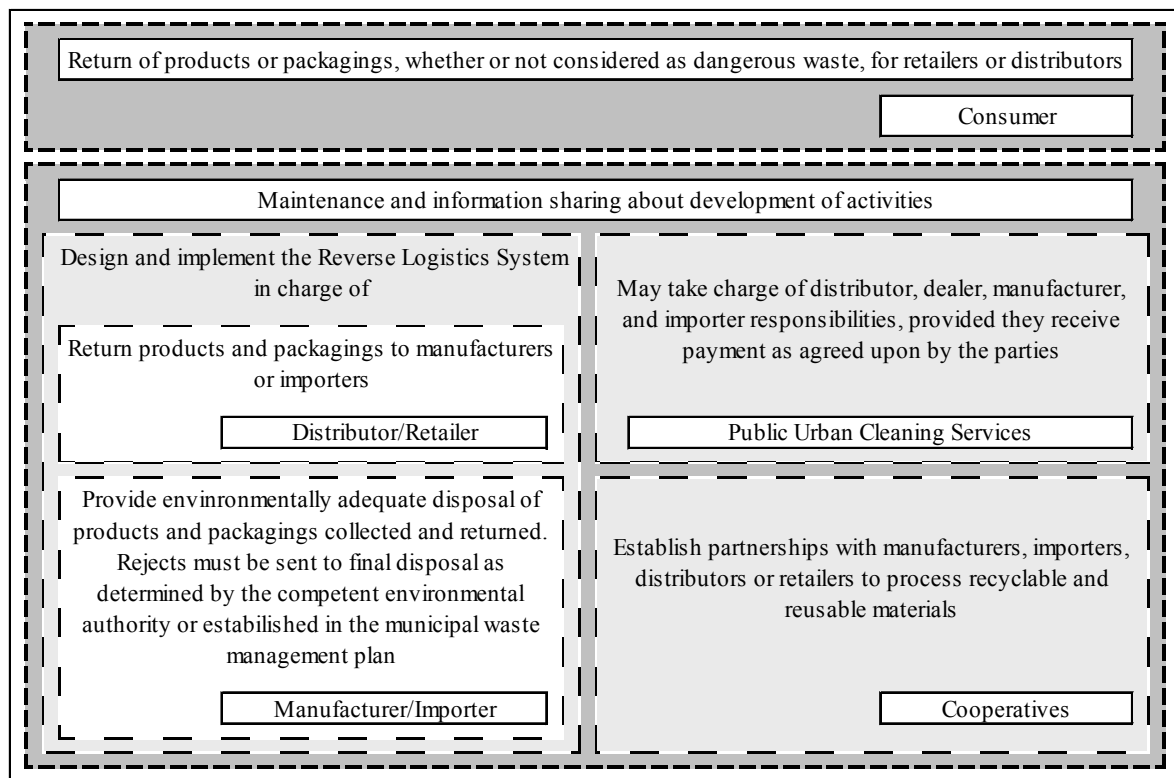 Return of products or packagings, whether or not considered as dangerous waste, for retailers or distributors
Consumer
Maintenance and information sharing about development of activities
Design and implement the Reverse Logistics System
in charge of
Return products and packagings to manufacturers
or importers
Distributor/Retailer
Provide envinronmentally adequate disposal of
products and packagings collected and returned.
Rejects must be sent to final disposal as
determined by the competent environmental
authority or estabilished in the municipal waste
management plan
Manufacturer/Importer
May take charge of distributor, dealer, manufacturer,
and importer responsibilities, provided they receive
payment as agreed upon by the parties
Public Urban Cleaning Services
Establish partnerships with manufacturers, importers,
distributors or retailers to process recyclable and
reusable materials
Cooperatives